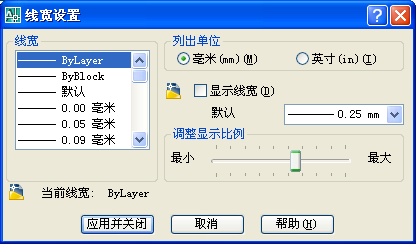 线宽设置
线宽
ByLayer
ByBlock
默认
0.00 毫米
0.05 毫米
0.09 毫米
列出单位
毫米(mm)(M)
英寸(in)(I)
显示线宽(D)
默认
0.25 mm
调整显示比例
最小
最大
当前线宽: ByLayer
应用并关闭
取消
帮助(H)